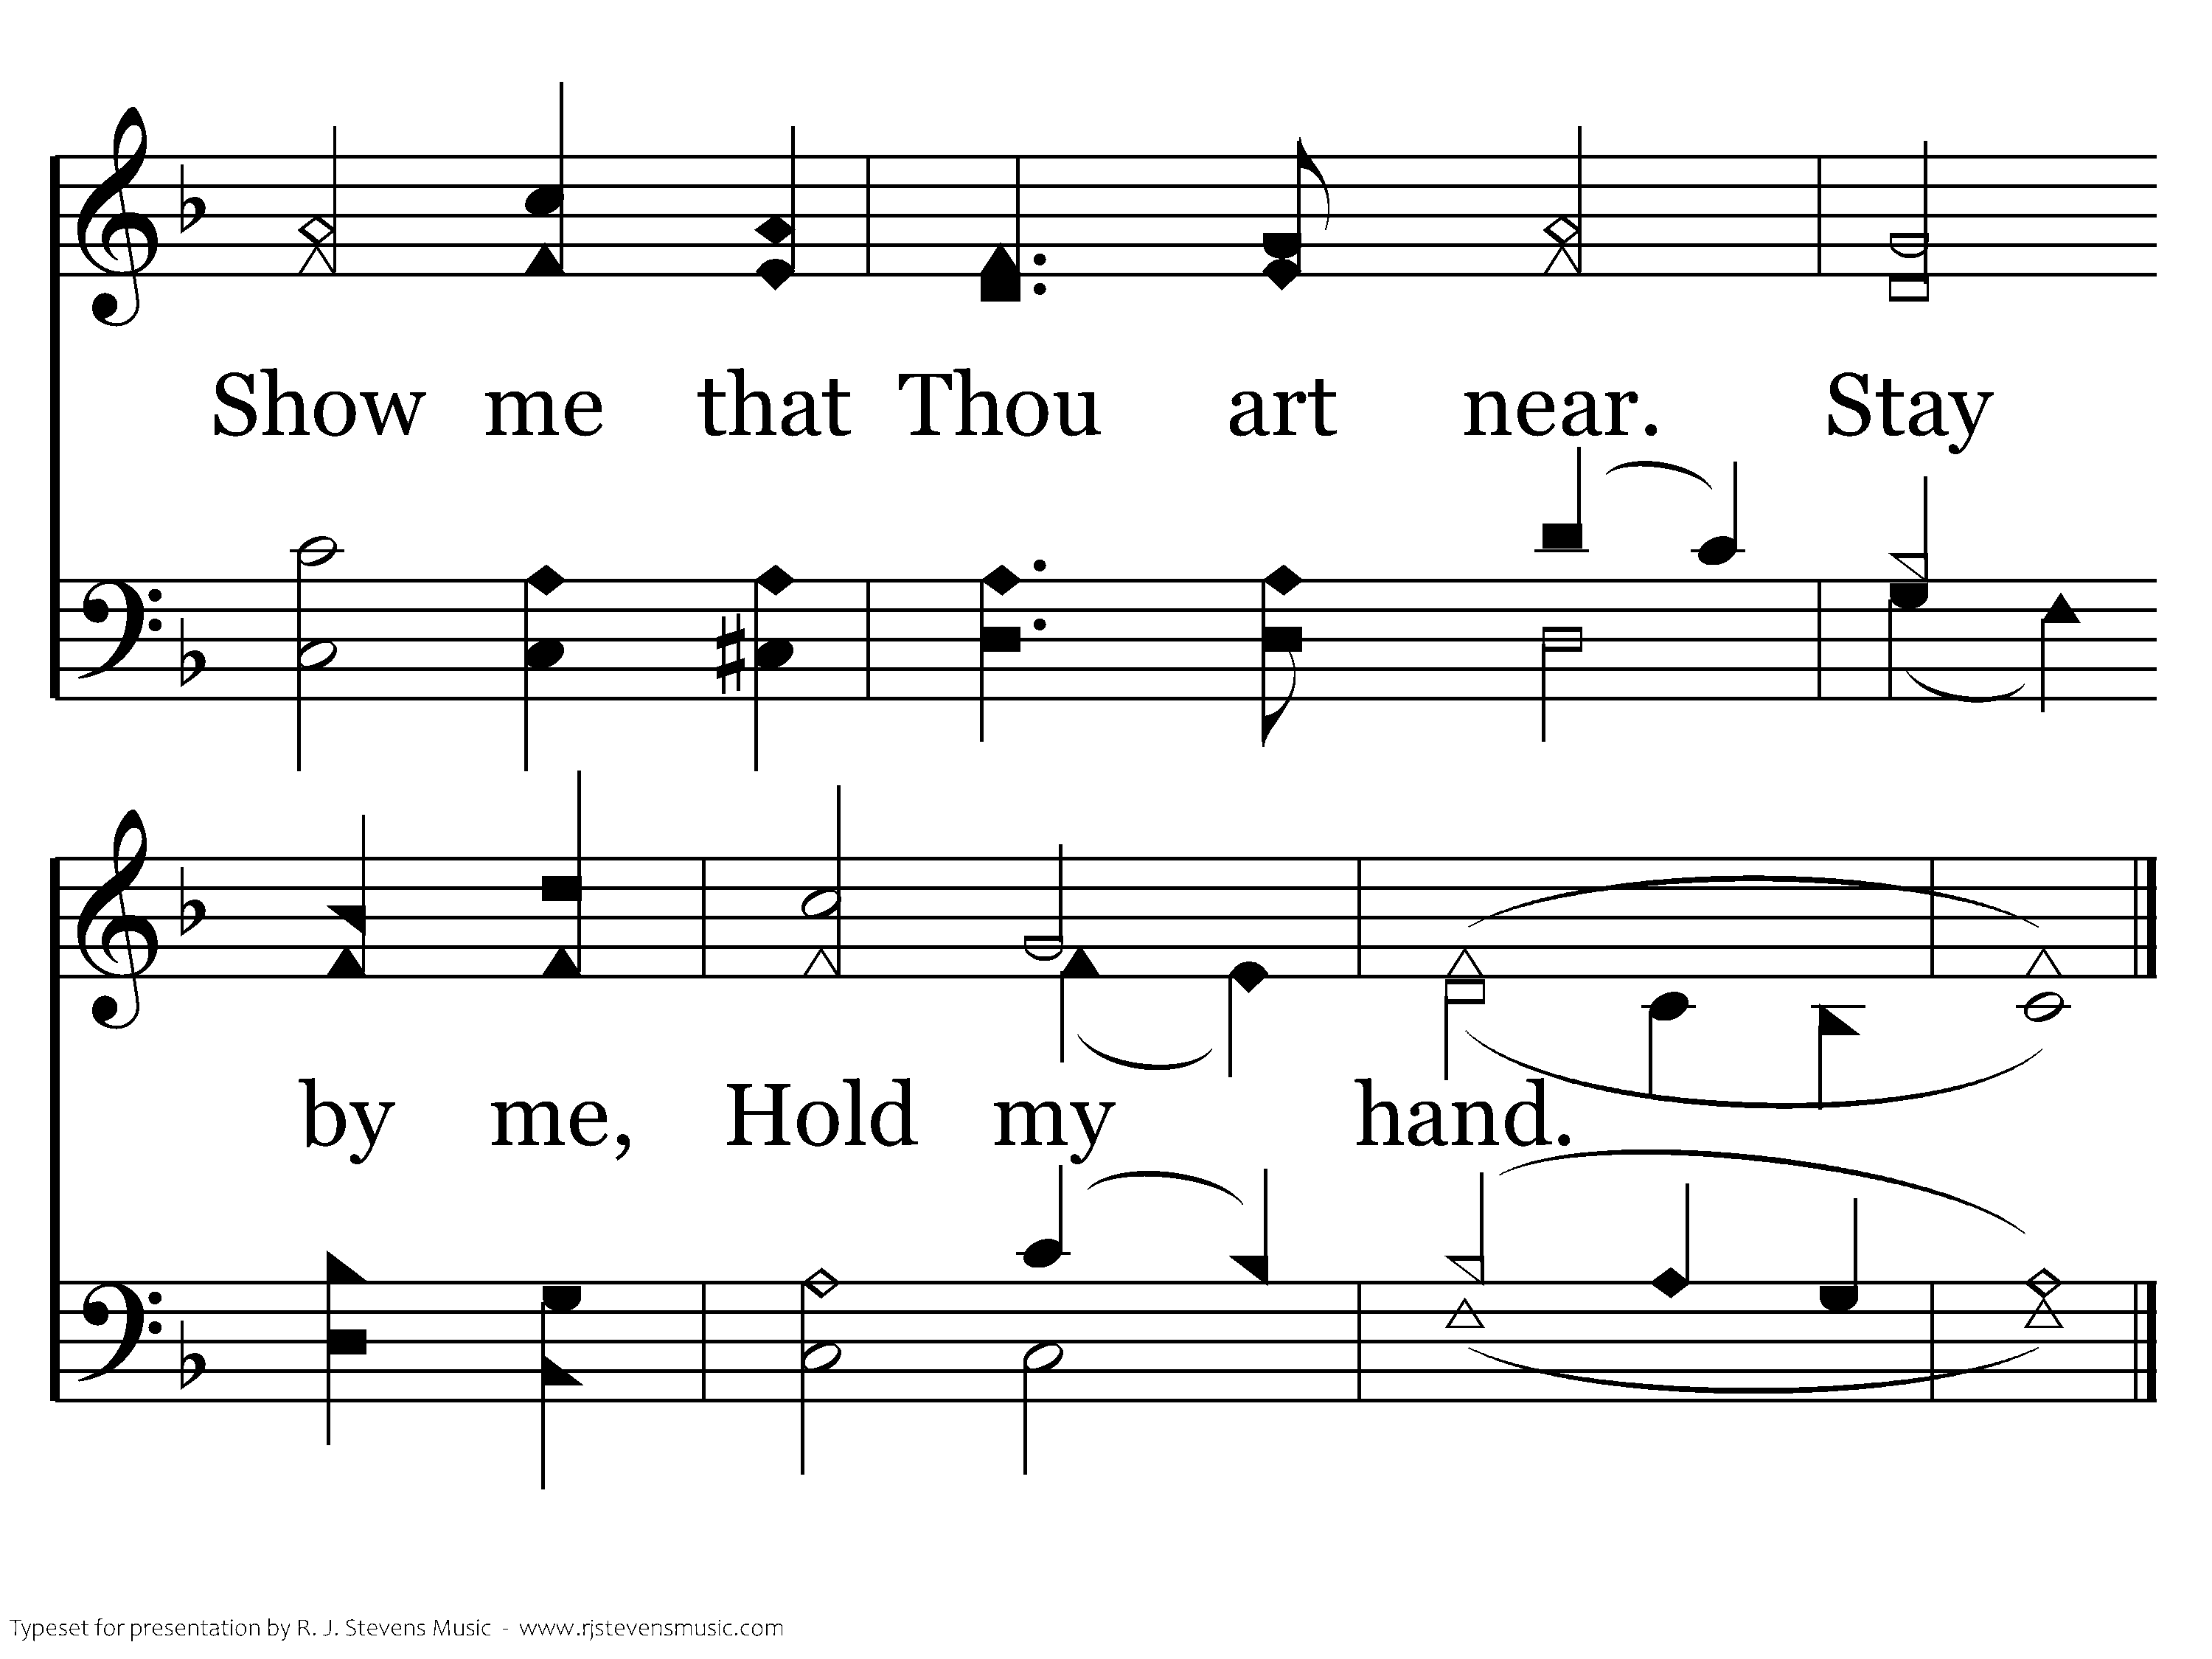 Show me that Thou art near. Stay
by me, Hold my hand.
Typeset for presentation by R. J. Stevens Music - www.rjstevensmusic.com